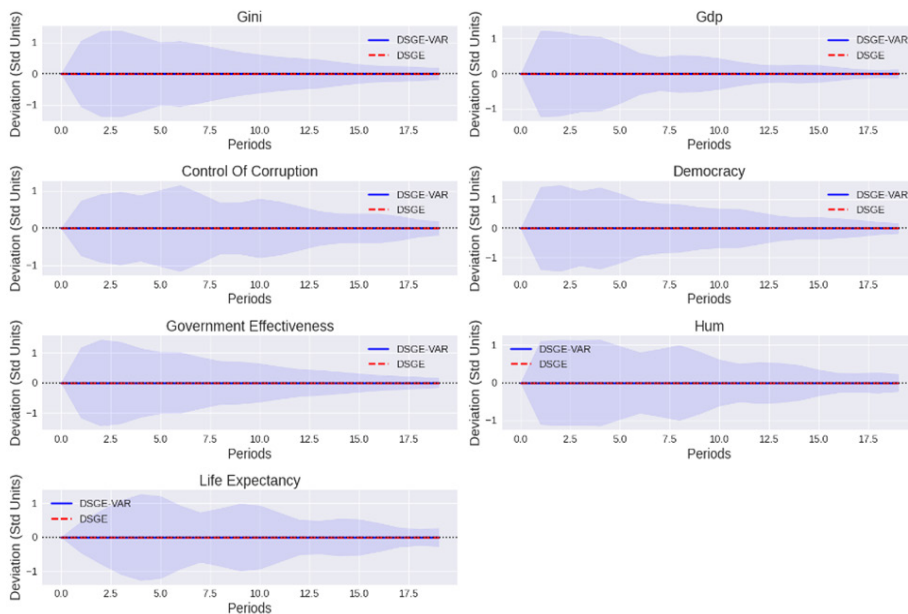 Gini
Deviation (Std Units)
1
0
−1
DSGE-VAR
DSGE
0.0 2.5 5.0 7.5 10.0 12.5 15.0 17.5
Periods
Gdp
Deviation (Std Units)
1
0
−1
DSGE-VAR
DSGE
0.0 2.5 5.0 7.5 10.0 12.5 15.0 17.5
Periods
Control Of Corruption
Deviation (Std Units)
1
0
−1
DSGE-VAR
DSGE
0.0 2.5 5.0 7.5 10.0 12.5 15.0 17.5
Periods
Democracy
Deviation (Std Units)
1
0
−1
DSGE-VAR
DSGE
0.0 2.5 5.0 7.5 10.0 12.5 15.0 17.5
Periods
Government Effectiveness
Deviation (Std Units)
1
0
−1
DSGE-VAR
DSGE
0.0 2.5 5.0 7.5 10.0 12.5 15.0 17.5
Periods
Hum
Deviation (Std Units)
1
0
−1
DSGE-VAR
DSGE
0.0 2.5 5.0 7.5 10.0 12.5 15.0 17.5
Periods
Life Expectancy
Deviation (Std Units)
1
0
−1
DSGE-VAR
DSGE
0.0 2.5 5.0 7.5 10.0 12.5 15.0 17.5
Periods